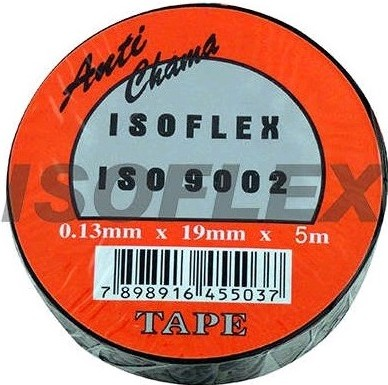 Anti
Chama
ISOFLEX
ISO 9002
ISOFLEX
0.13mm x 19mm x 5m
7 898916 455037
TAPE